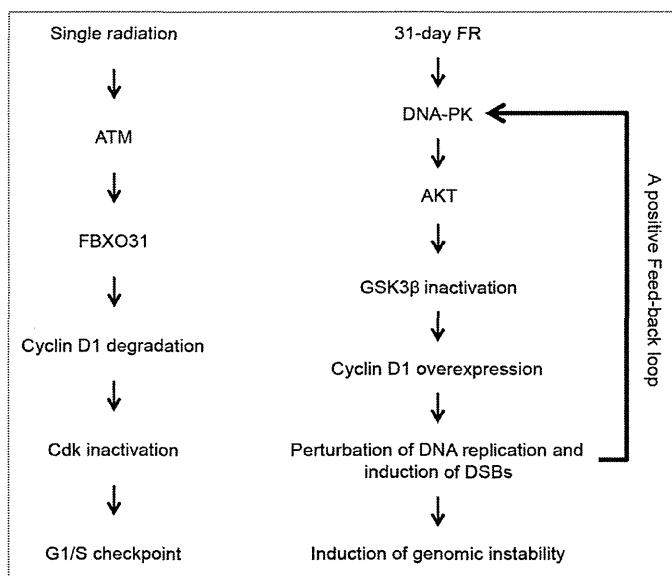 Single radiation
ATM
FBXO31
Cyclin D1 degradation
Cdk inactivation
G1/S checkpoint
31-day FR
DNA-PK
AKT
GSK3β inactivation
Cyclin D1 overexpression
Perturbation of DNA replication and
induction of DSBs
Induction of genomic instability
A positive Feed-back loop